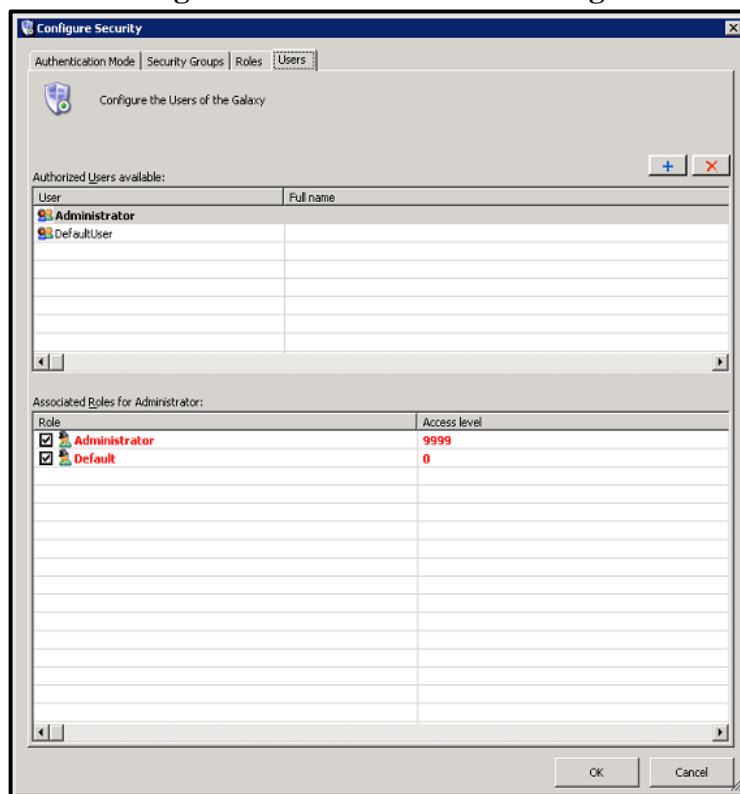 Configure Security
Authentication Mode Security Groups Roles Users
Configure the Users of the Galaxy
+ ×
Authorized Users available:
User Full name
Administrator
DefaultUser
Associated Roles for Administrator:
Role Access level
Administrator 9999
Default 0
OK Cancel